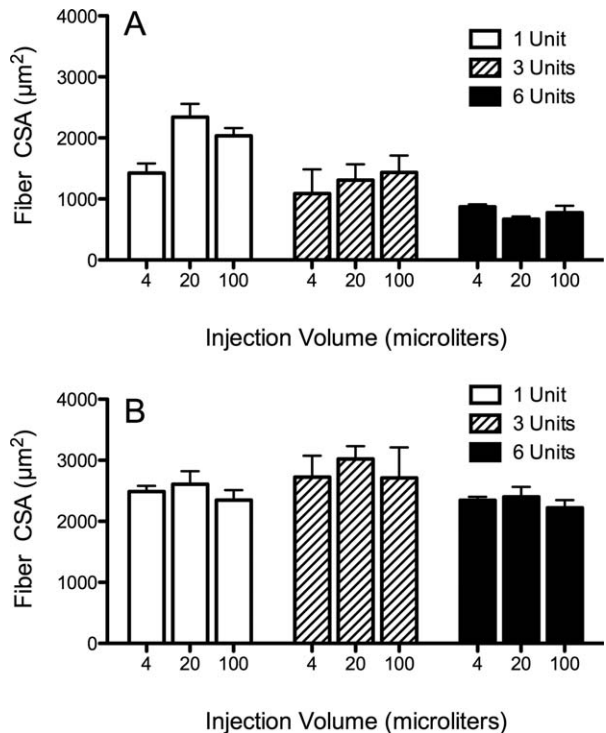 A
1 Unit
3 Units
6 Units
Fiber CSA (µm²)
4000
3000
2000
1000
0
4 20 100 4 20 100 4 20 100
Injection Volume (microliters)
B
1 Unit
3 Units
6 Units
Fiber CSA (µm²)
4000
3000
2000
1000
0
4 20 100 4 20 100 4 20 100
Injection Volume (microliters)